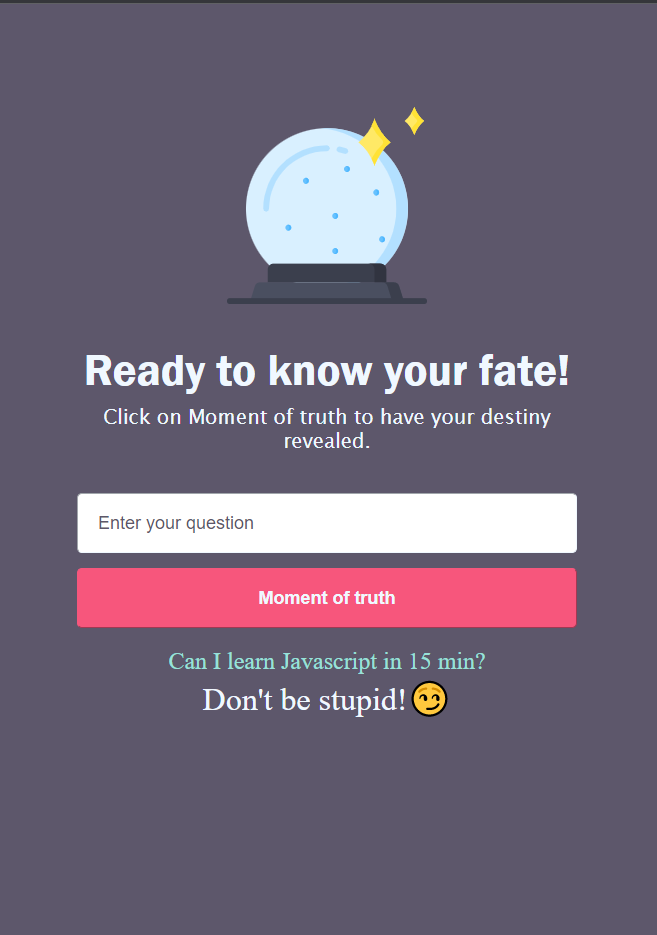 Ready to know your fate!
Click on Moment of truth to have your destiny
revealed.
Enter your question
Moment of truth
Can I learn Javascript in 15 min?
Don't be stupid!😏